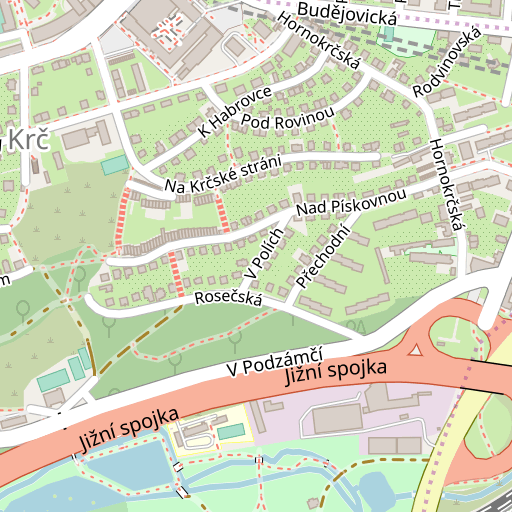 Budějovická
Hornokrčská
Rodvinovská
K Habrovce
Pod Rovinou
Krč
Na Krčské stráni
Hornokrčská
Nad Pískovnou
V Polích
Přechodní
Rosečská
V Podzámčí
Jižní spojka
Jižní spojka